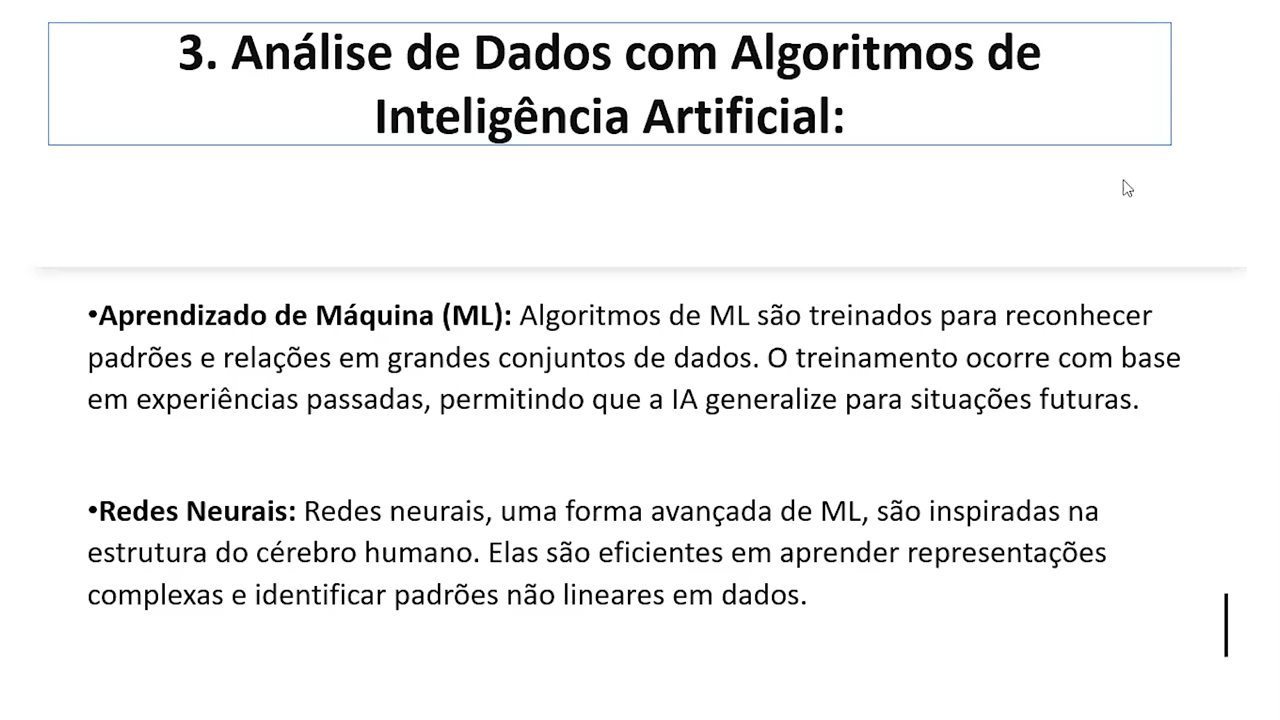 3. Análise de Dados com Algoritmos de
Inteligência Artificial:
•Aprendizado de Máquina (ML): Algoritmos de ML são treinados para reconhecer
padrões e relações em grandes conjuntos de dados. O treinamento ocorre com base
em experiências passadas, permitindo que a IA generalize para situações futuras.
•Redes Neurais: Redes neurais, uma forma avançada de ML, são inspiradas na
estrutura do cérebro humano. Elas são eficientes em aprender representações
complexas e identificar padrões não lineares em dados.